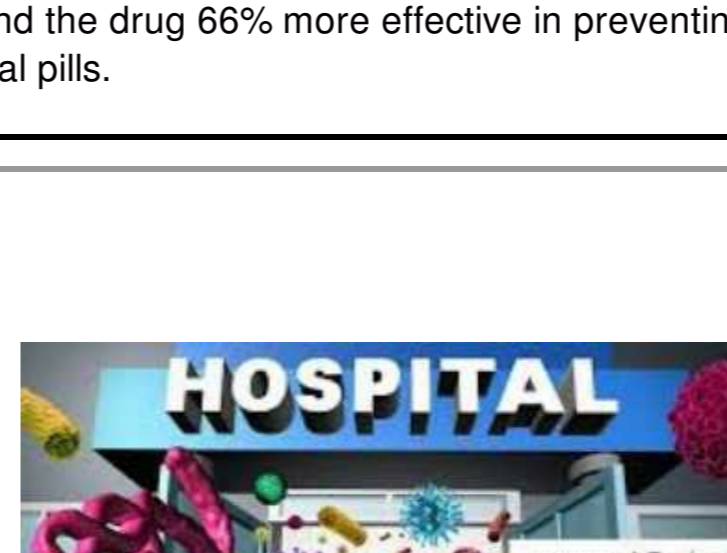 nd the drug 66% more effective in preventin
al pills.
HOSPITAL